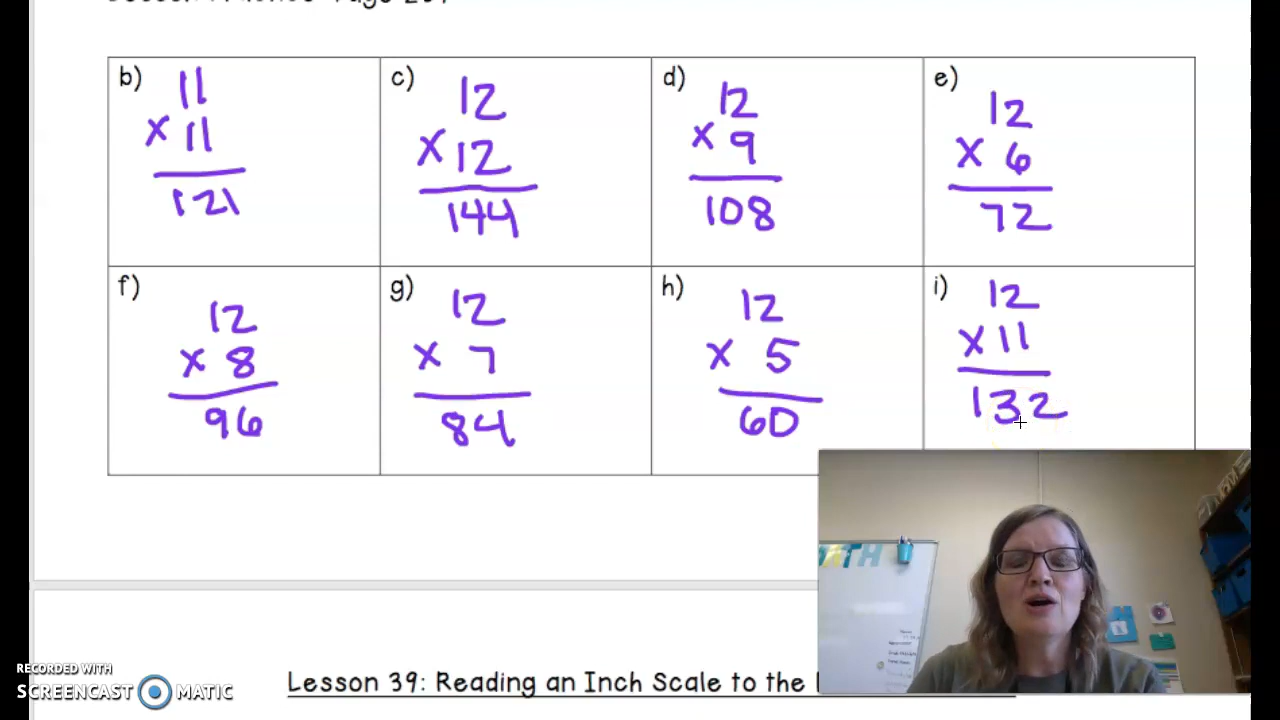 b)
11
x 11
121
c)
12
x 12
144
d)
12
x 9
108
e)
12
x 6
72
f)
12
x 8
96
g)
12
x 7
84
h)
12
x 5
60
i)
12
x 11
132
MATH
RECORDED WITH
SCREENCAST MATIC
Lesson 39: Reading an Inch Scale to the